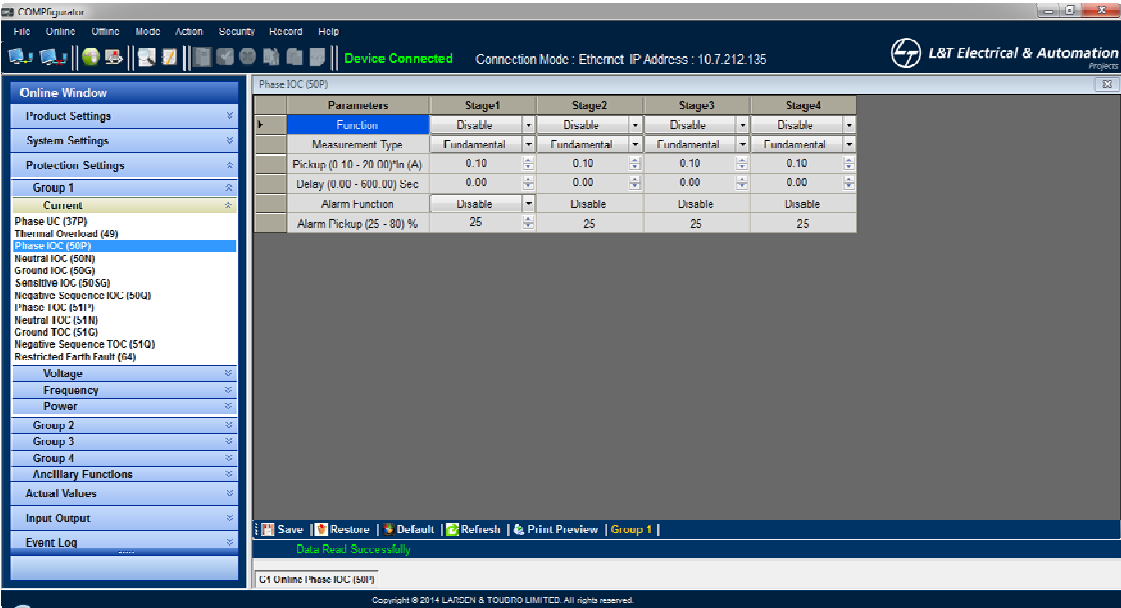 COMPfigurator
File Online Offline Mode Action Security Record Help
Device Connected Connection Mode : Ethernet IP Address : 10.7.212.135
L&T Electrical & Automation
Projects
Online Window
Product Settings
System Settings
Protection Settings
Group 1
Current
Phase UC (37P)
Thermal Overload (49)
Phase IOC (50P)
Neutral IOC (50N)
Ground IOC (50G)
Sensitive IOC (50SG)
Negative Sequence IOC (50Q)
Phase TOC (51P)
Neutral TOC (51N)
Ground TOC (51G)
Negative Sequence TOC (51Q)
Restricted Earth Fault (64)
Voltage
Frequency
Power
Group 2
Group 3
Group 4
Ancilliary Functions
Actual Values
Input Output
Event Log
Phase IOC (50P)
Parameters Stage1 Stage2 Stage3 Stage4
Function Disable Disable Disable Disable
Measurement Type Fundamental Fundamental Fundamental Fundamental
Pickup (0.10 - 20.00)*In (A) 0.10 0.10 0.10 0.10
Delay (0.00 - 600.00) Sec 0.00 0.00 0.00 0.00
Alarm Function Disable Disable Disable Disable
Alarm Pickup (25 - 80) % 25 25 25 25
Save | Restore | Default | Refresh | Print Preview | Group 1 |
Data Read Successfully
G1 Online Phase IOC (50P)
Copyright © 2014 LARSEN & TOUBRO LIMITED. All rights reserved.